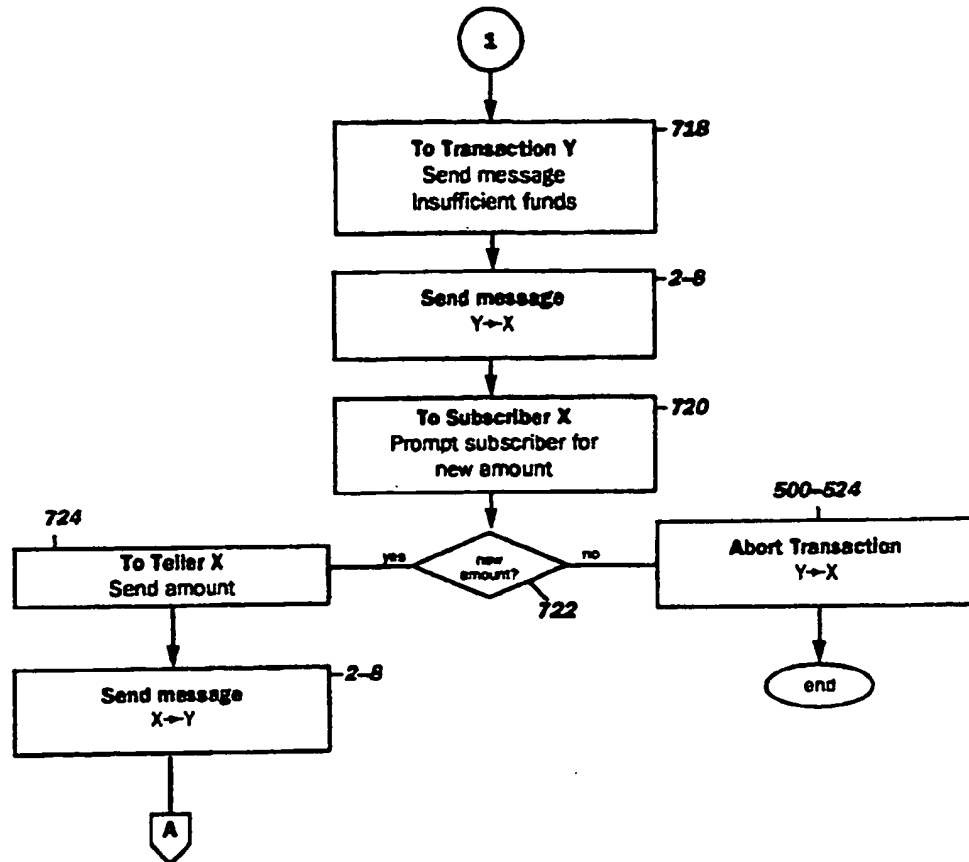 1
718
To Transaction Y
Send message
Insufficient funds
2-8
Send message
Y→X
720
To Subscriber X
Prompt subscriber for
new amount
500-524
724
To Teller X
Send amount
yes
new
amount?
no
722
Abort Transaction
Y→X
2-8
Send message
X→Y
end
A